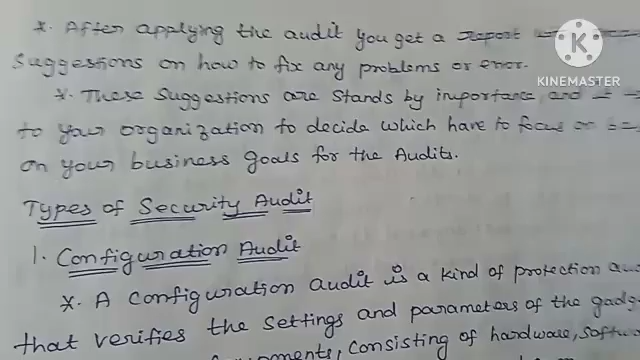 *. After applying the audit you get a report
K
KINEMASTER
Suggestions on how to fix any problems or error.
*. These Suggestions are stands by importance, and
to your organization to decide which have to focus on
on your business goals for the Audits.
Types of Security Audit
1. Configuration Audit
*. A configuration audit is a kind of protection
that verifies the settings and parameters of the
consisting of hardware,